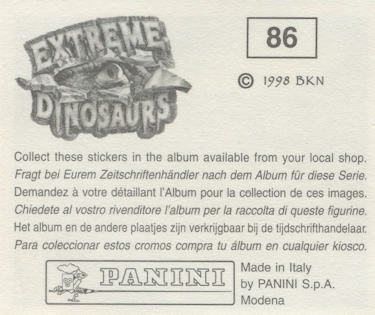 EXTREME
DINOSAURS
86
© 1998 BKN
Collect these stickers in the album available from your local shop.
Fragt bei Eurem Zeitschriftenhändler nach dem Album für diese Serie.
Demandez à votre détaillant l'Album pour la collection de ces images.
Chiedete al vostro rivenditore l'album per la raccolta di queste figurine.
Het album en de andere plaatjes zijn verkrijgbaar bij de tijdschrifthandelaar.
Para coleccionar estos cromos compra tu álbum en cualquier kiosco.
PANINI
Made in Italy
by PANINI S.p.A.
Modena